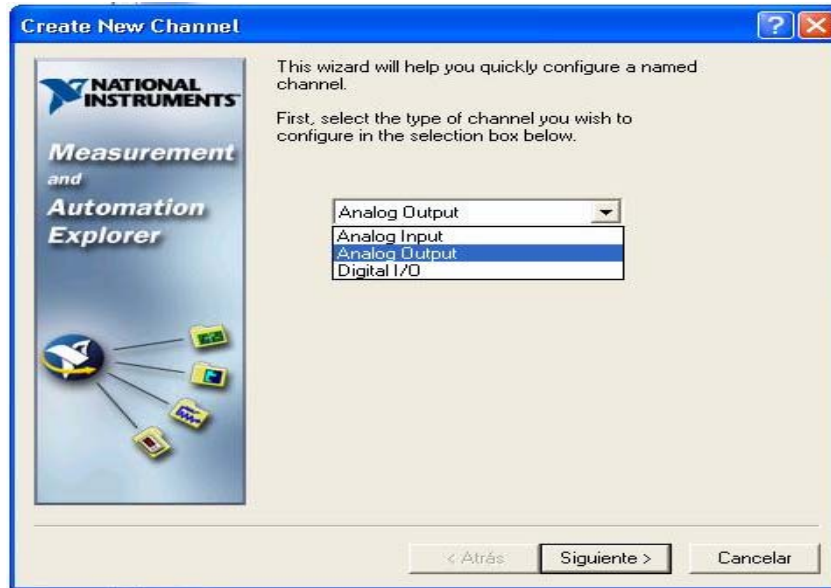 Create New Channel
NATIONAL
INSTRUMENTS
Measurement
and
Automation
Explorer
This wizard will help you quickly configure a named
channel.
First, select the type of channel you wish to
configure in the selection box below.
Analog Output
Analog Input
Analog Output
Digital I/O
< Atrás
Siguiente >
Cancelar